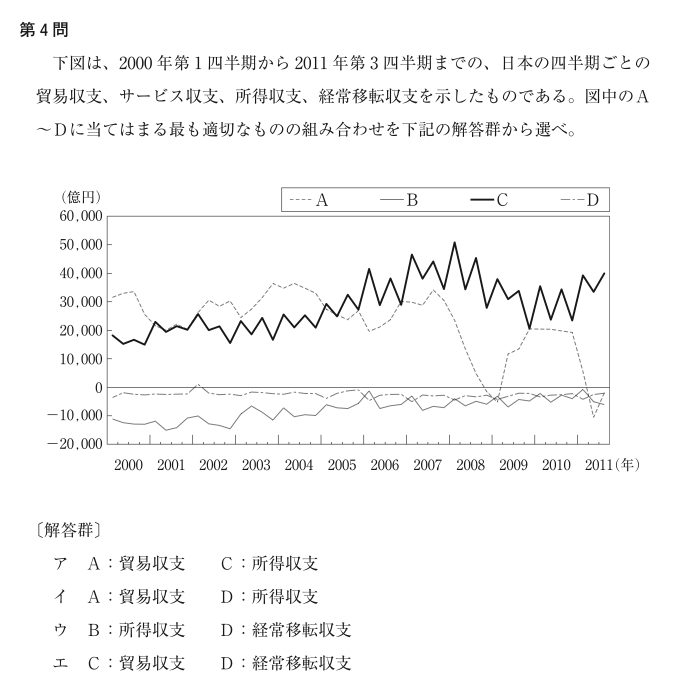 第4問
下図は、2000年第1四半期から2011年第3四半期までの、日本の四半期ごとの
貿易収支、サービス収支、所得収支、経常移転収支を示したものである。図中のA
～Dに当てはまる最も適切なものの組み合わせを下記の解答群から選べ。
(億円)
A B C D
60,000
50,000
40,000
30,000
20,000
10,000
0
－10,000
－20,000
2000 2001 2002 2003 2004 2005 2006 2007 2008 2009 2010 2011(年)
〔解答群〕
ア A：貿易収支 C：所得収支
イ A：貿易収支 D：所得収支
ウ B：所得収支 D：経常移転収支
エ C：貿易収支 D：経常移転収支